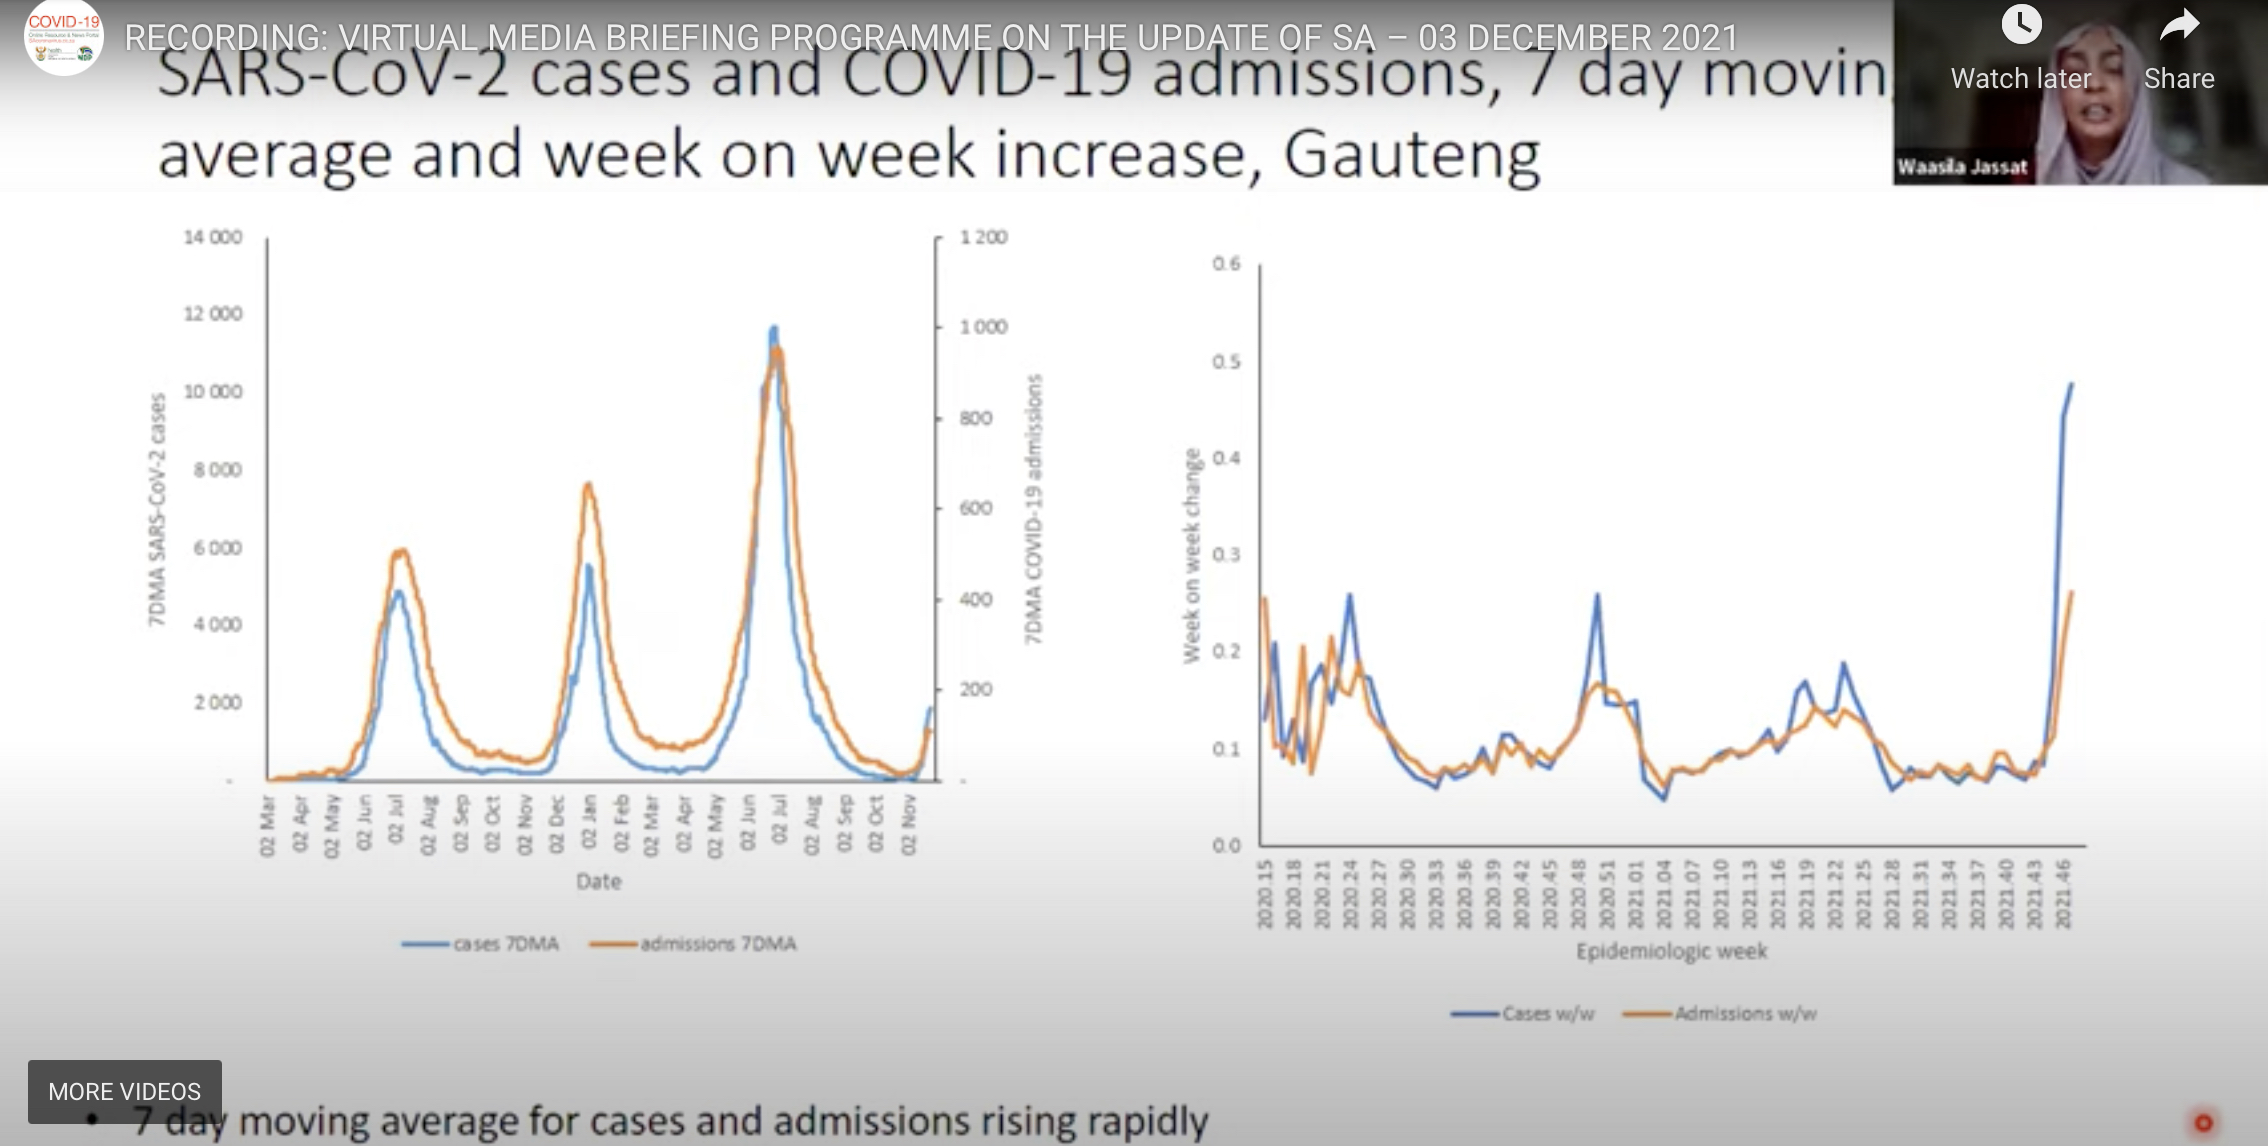 COVID-19
RECORDING: VIRTUAL MEDIA BRIEFING PROGRAMME ON THE UPDATE OF SA – 03 DECEMBER 2021
Watch later
Share
SARS-CoV-2 cases and COVID-19 admissions, 7 day movin
average and week on week increase, Gauteng
Waasila Jassat
14 000
12 000
10 000
8 000
6 000
4 000
2 000
-
7DMA SARS-CoV-2 cases
1 200
1 000
800
600
400
200
-
7DMA COVID-19 admissions
02 Mar
02 Apr
02 May
02 Jun
02 Jul
02 Aug
02 Sep
02 Oct
02 Nov
02 Dec
02 Jan
02 Feb
02 Mar
02 Apr
02 May
02 Jun
02 Jul
02 Aug
02 Sep
02 Oct
02 Nov
Date
cases 7DMA
admissions 7DMA
0.6
0.5
0.4
0.3
0.2
0.1
0.0
Week on week change
2020.15
2020.18
2020.21
2020.24
2020.27
2020.30
2020.33
2020.36
2020.39
2020.42
2020.45
2020.48
2020.51
2021.01
2021.04
2021.07
2021.10
2021.13
2021.16
2021.19
2021.22
2021.25
2021.28
2021.31
2021.34
2021.37
2021.40
2021.43
2021.46
Epidemiologic week
Cases w/w
Admissions w/w
MORE VIDEOS
• 7 day moving average for cases and admissions rising rapidly